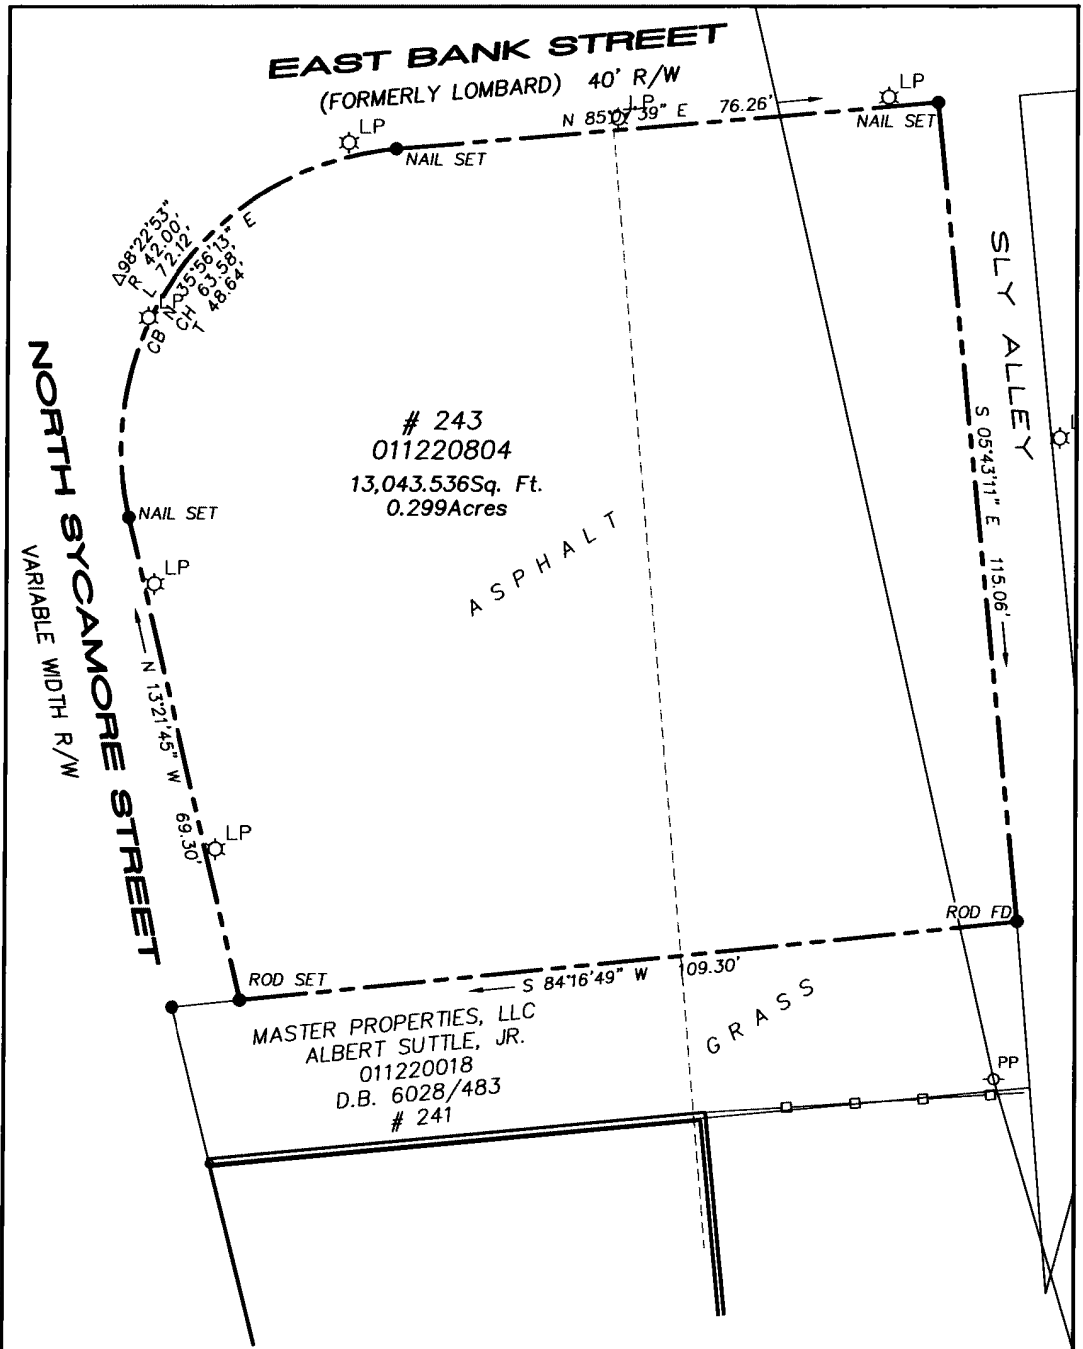 EAST BANK STREET
(FORMERLY LOMBARD) 40' R/W
LP
LP
LP
N 85°07'39" E 76.26'
NAIL SET
NAIL SET
Δ98°22'53"
R 42.00'
L 72.12'
CB N 35°56'13" E
CH 63.58'
T 48.64'
LP
SLY ALLEY
S 05°43'11" E 115.06'
# 243
011220804
13,043.536Sq. Ft.
0.299Acres
ASPHALT
NAIL SET
LP
NORTH SYCAMORE STREET
VARIABLE WIDTH R/W
N 13°21'45" W 69.30'
LP
ROD FD
ROD SET
S 84°16'49" W 109.30'
MASTER PROPERTIES, LLC
ALBERT SUTTLE, JR.
011220018
D.B. 6028/483
# 241
GRASS
PP